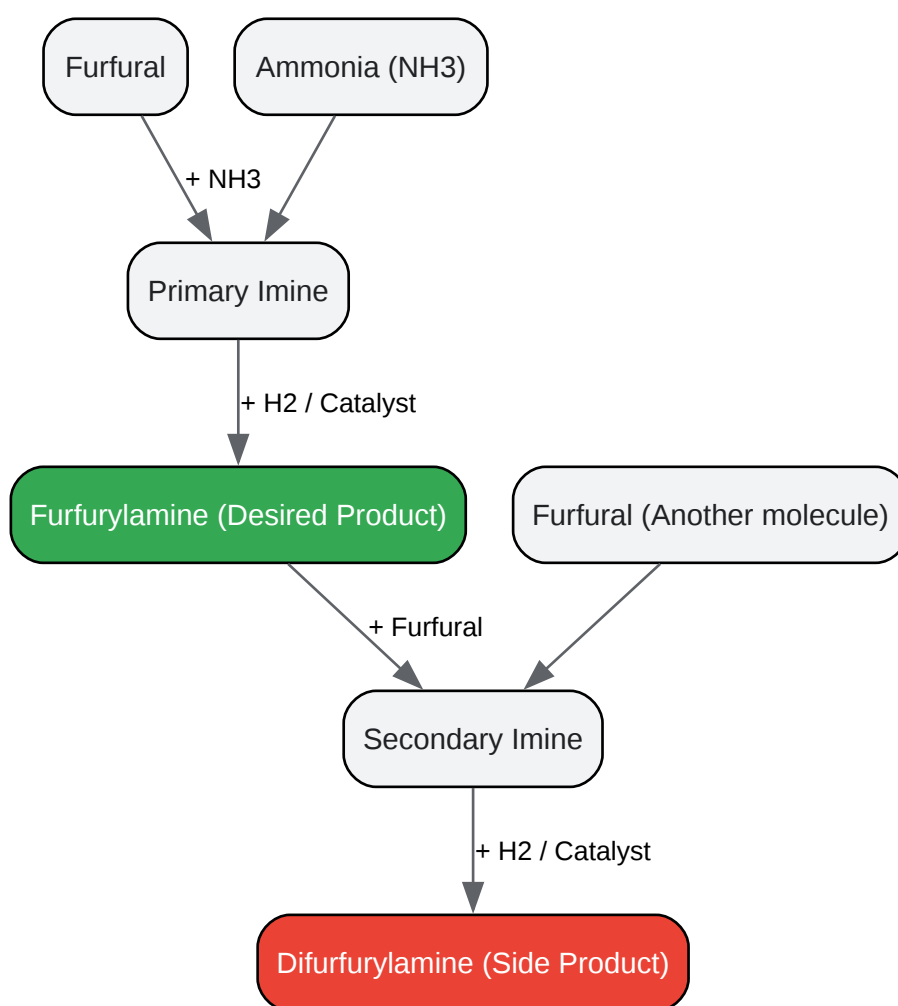 Furfural
Ammonia (NH3)
+ NH3
Primary Imine
+ H2 / Catalyst
Furfurylamine (Desired Product)
Furfural (Another molecule)
+ Furfural
Secondary Imine
+ H2 / Catalyst
Difurfurylamine (Side Product)